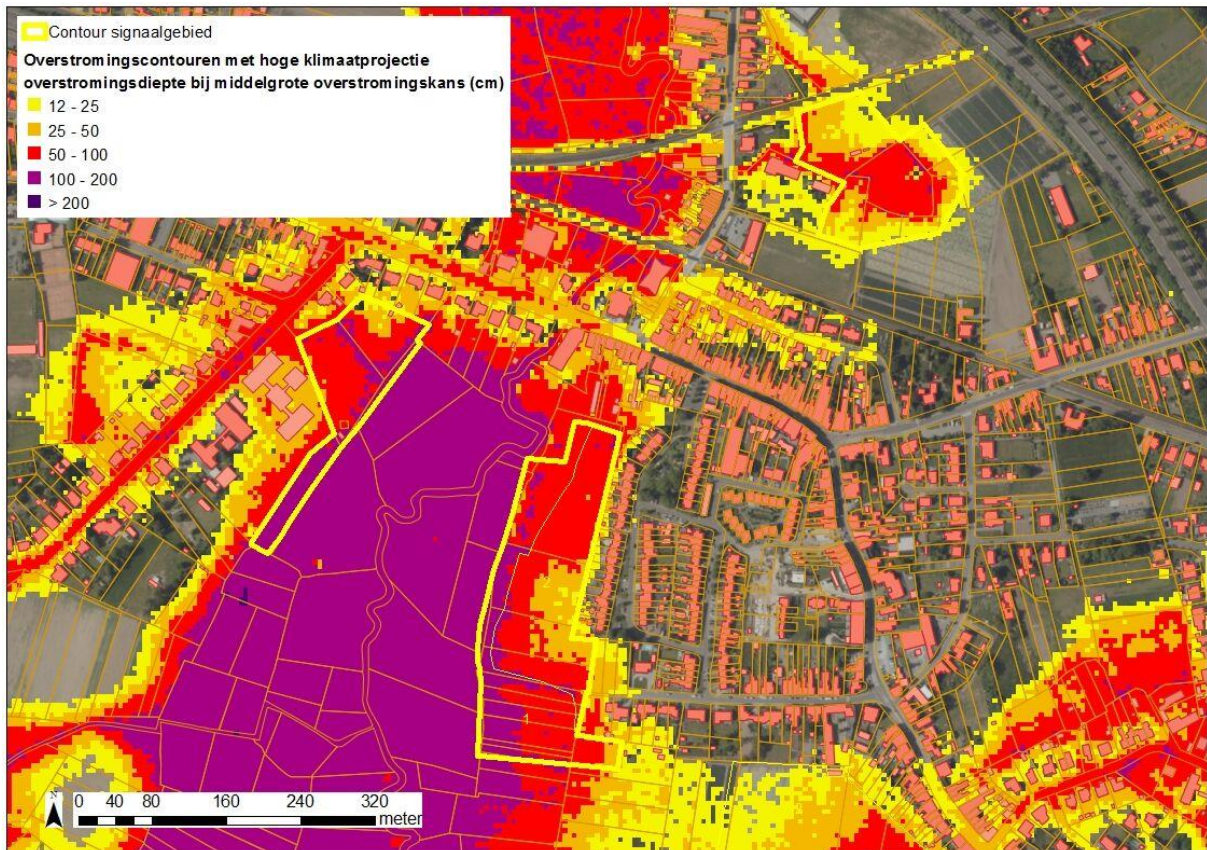 Contour signaalgebied
Overstromingscontouren met hoge klimaatprojectie
overstromingsdiepte bij middelgrote overstromingskans (cm)
12 - 25
25 - 50
50 - 100
100 - 200
> 200
N
0 40 80 160 240 320
meter